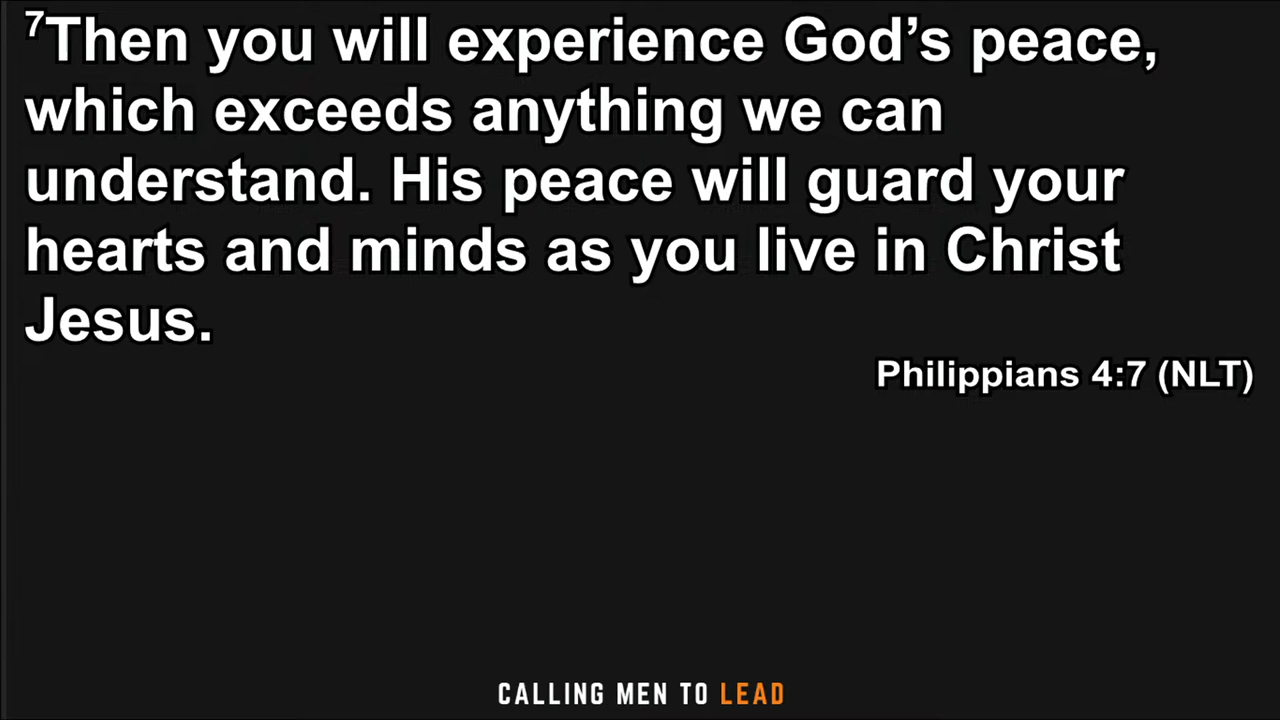 7Then you will experience God’s peace,
which exceeds anything we can
understand. His peace will guard your
hearts and minds as you live in Christ
Jesus.
Philippians 4:7 (NLT)
CALLING MEN TO LEAD